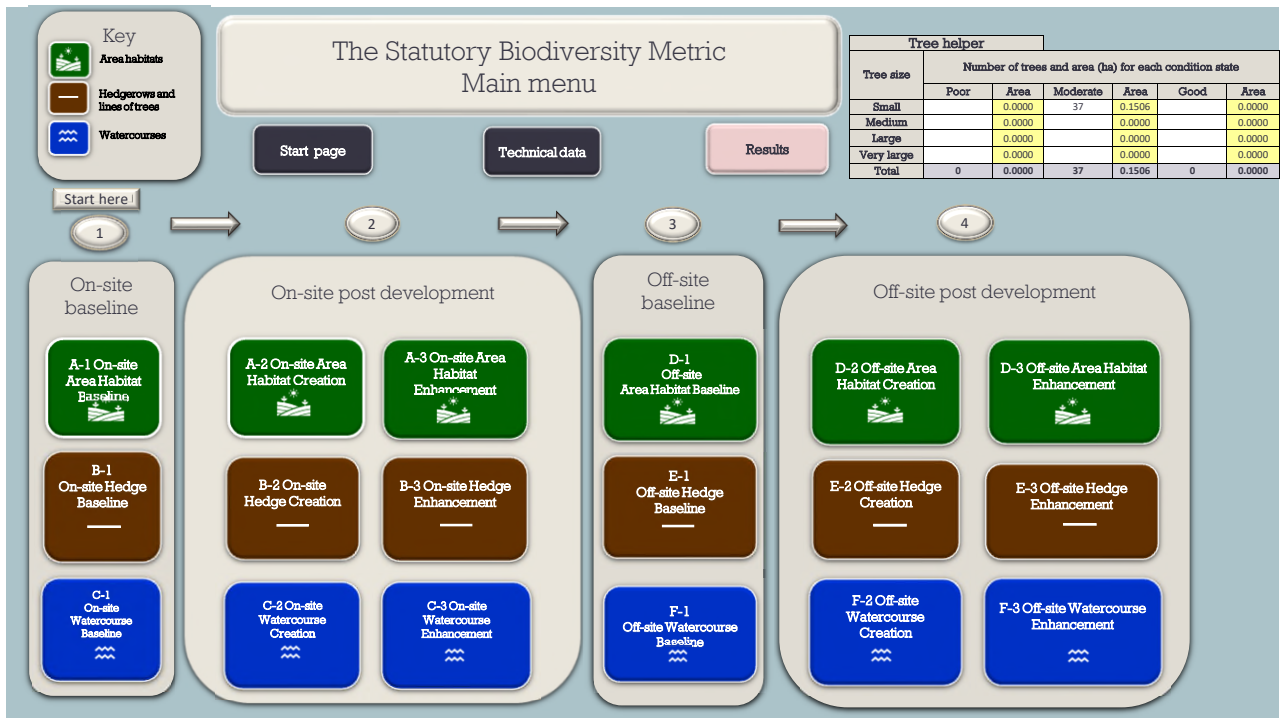 Key
Area habitats
Hedgerows and
lines of trees
Watercourses
The Statutory Biodiversity Metric
Main menu
Start page
Technical data
Results
Tree helper
Tree size
Number of trees and area (ha) for each condition state
Poor Area Moderate Area Good Area
Small 0.0000 37 0.1506 0.0000
Medium 0.0000 0.0000 0.0000
Large 0.0000 0.0000 0.0000
Very large 0.0000 0.0000 0.0000
Total 0 0.0000 37 0.1506 0 0.0000
Start here
1
2
3
4
On-site
baseline
A-1 On-site
Area Habitat
Baseline
B-1
On-site Hedge
Baseline
C-1
On-site
Watercourse
Baseline
On-site post development
A-2 On-site Area
Habitat Creation
A-3 On-site Area
Habitat
Enhancement
B-2 On-site
Hedge Creation
B-3 On-site Hedge
Enhancement
C-2 On-site
Watercourse
Creation
C-3 On-site
Watercourse
Enhancement
Off-site
baseline
D-1
Off-site
Area Habitat Baseline
E-1
Off-site Hedge
Baseline
F-1
Off-site Watercourse
Baseline
Off-site post development
D-2 Off-site Area
Habitat Creation
D-3 Off-site Area Habitat
Enhancement
E-2 Off-site Hedge
Creation
E-3 Off-site Hedge
Enhancement
F-2 Off-site
Watercourse
Creation
F-3 Off-site Watercourse
Enhancement